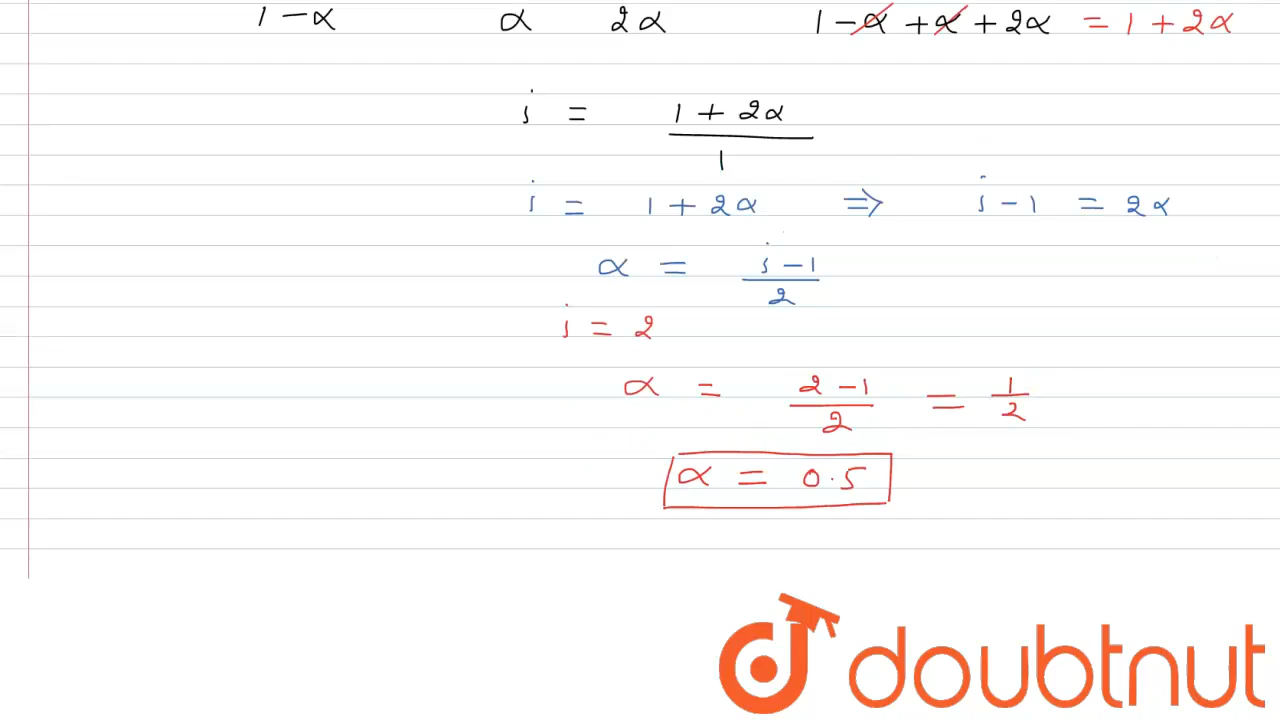 1 - α α 2α 1 - α + α + 2α = 1 + 2α
i = 1 + 2α
1
i = 1 + 2α ⇒ i - 1 = 2α
α = i - 1
2
i = 2
α = 2 - 1 = 1
2 2
α = 0.5
doubtnut